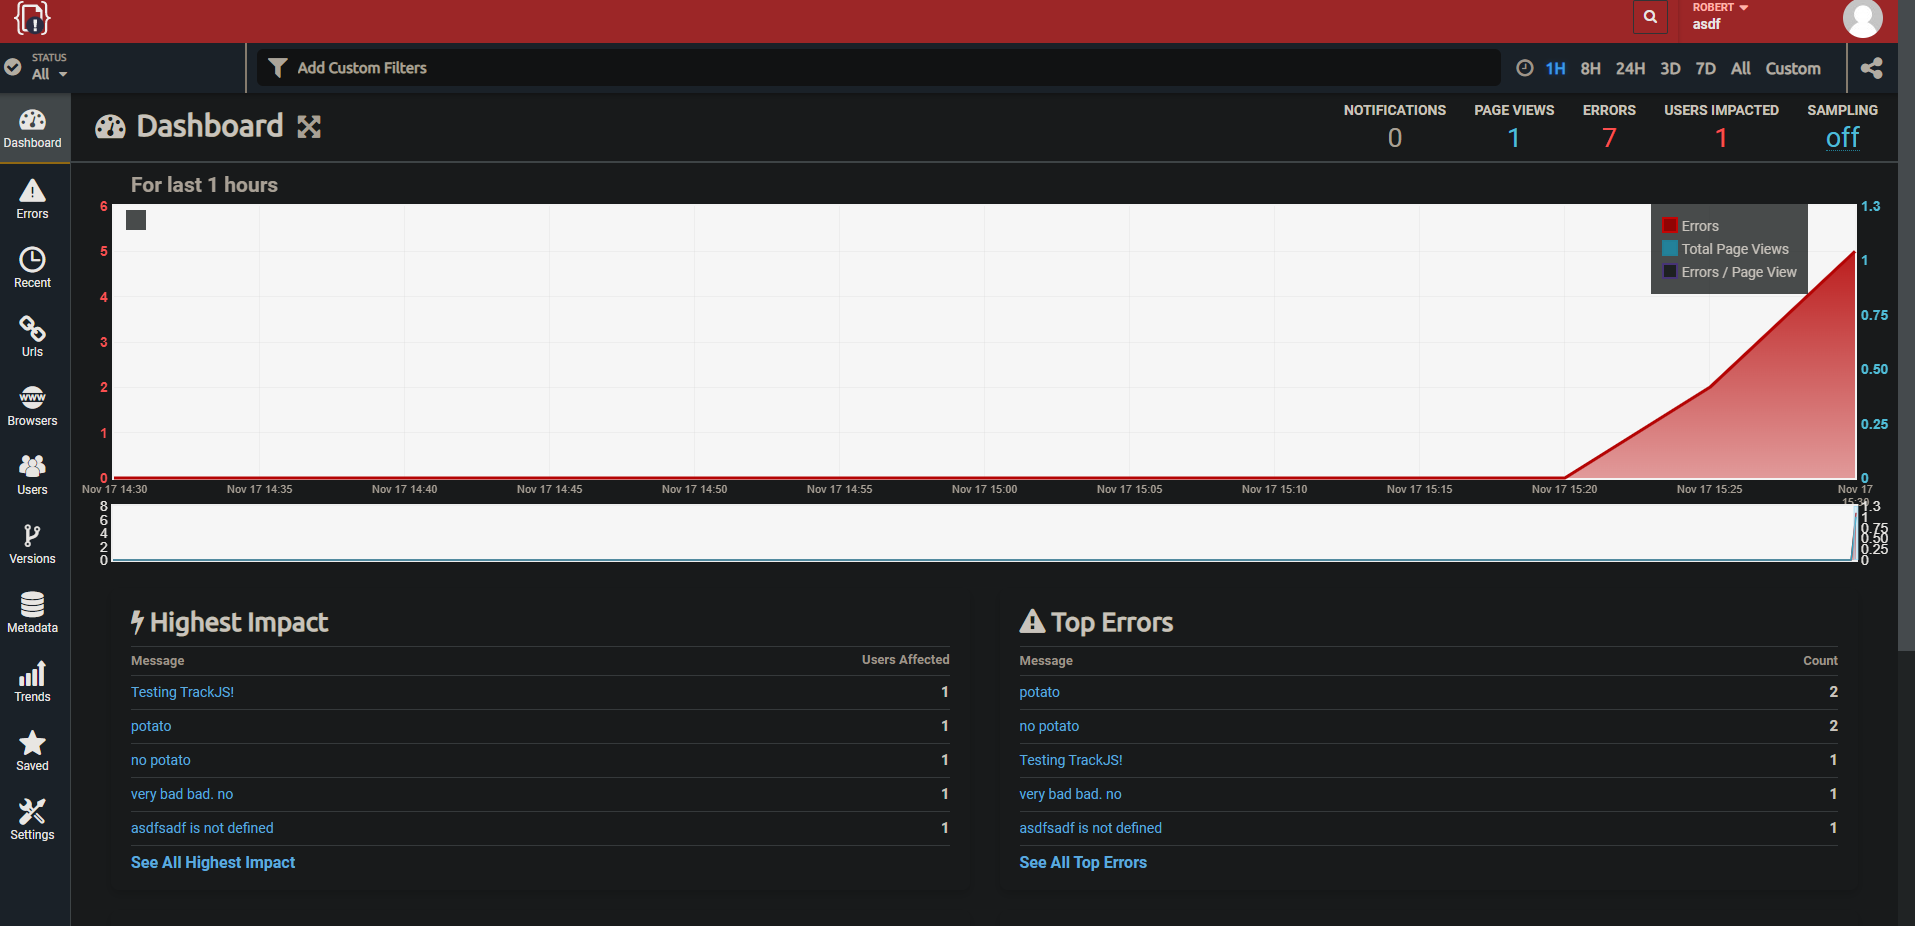 ROBERT
asdf
STATUS
All
Add Custom Filters
1H 8H 24H 3D 7D All Custom
Dashboard
Errors
Recent
Urls
www
Browsers
Users
Versions
Metadata
Trends
Saved
Settings
Dashboard
NOTIFICATIONS PAGE VIEWS ERRORS USERS IMPACTED SAMPLING
0 1 7 1 off
For last 1 hours
6
5
4
3
2
1
0
Errors
Total Page Views
Errors / Page View
1.3
1
0.75
0.50
0.25
0
Nov 17 14:30 Nov 17 14:35 Nov 17 14:40 Nov 17 14:45 Nov 17 14:50 Nov 17 14:55 Nov 17 15:00 Nov 17 15:05 Nov 17 15:10 Nov 17 15:15 Nov 17 15:20 Nov 17 15:25 Nov 17
15:30
8
6
4
2
0
1.3
1
0.75
0.50
0.25
0
Highest Impact
Message Users Affected
Testing TrackJS! 1
potato 1
no potato 1
very bad bad. no 1
asdfsadf is not defined 1
See All Highest Impact
Top Errors
Message Count
potato 2
no potato 2
Testing TrackJS! 1
very bad bad. no 1
asdfsadf is not defined 1
See All Top Errors